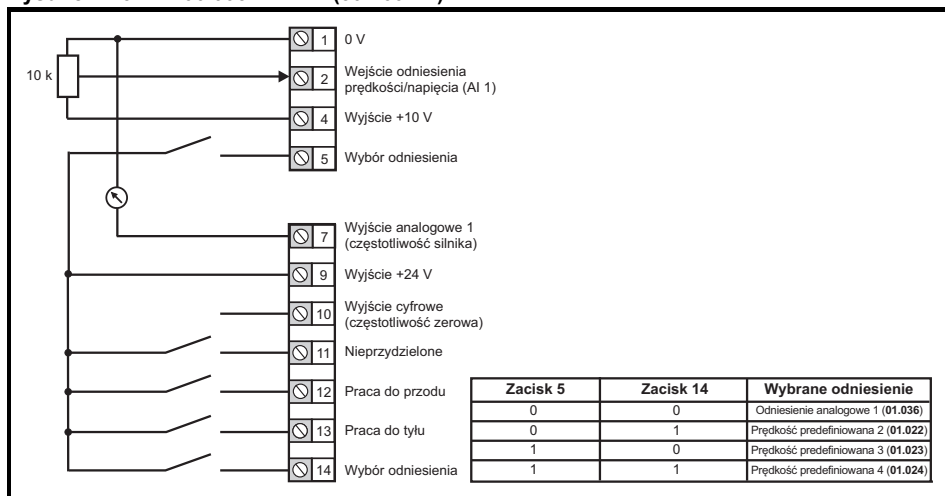 1 0 V
10 k
2 Wejście odniesienia
prędkości/napięcia (AI 1)
4 Wyjście +10 V
5 Wybór odniesienia
7 Wyjście analogowe 1
(częstotliwość silnika)
9 Wyjście +24 V
10 Wyjście cyfrowe
(częstotliwość zerowa)
11 Nieprzydzielone
12 Praca do przodu
13 Praca do tyłu
14 Wybór odniesienia
Zacisk 5 Zacisk 14 Wybrane odniesienie
0 0 Odniesienie analogowe 1 (01.036)
0 1 Prędkość predefiniowana 2 (01.022)
1 0 Prędkość predefiniowana 3 (01.023)
1 1 Prędkość predefiniowana 4 (01.024)